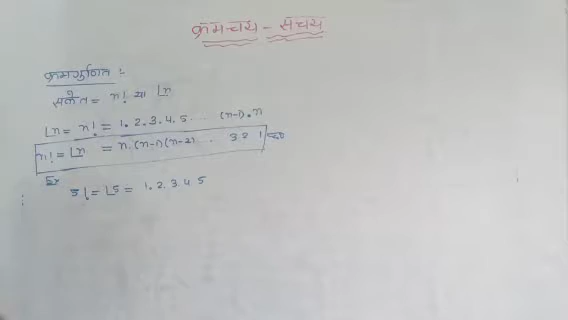 क्रमचय - संचय
क्रमगुणित :
संकेत = n! या ⌊n
⌊n = n! = 1. 2. 3. 4. 5. . . . (n-1). n
n! = ⌊n = n. (n-1) (n-2) . . . 3 2 1
Ex
5! = ⌊5 = 1. 2. 3. 4. 5